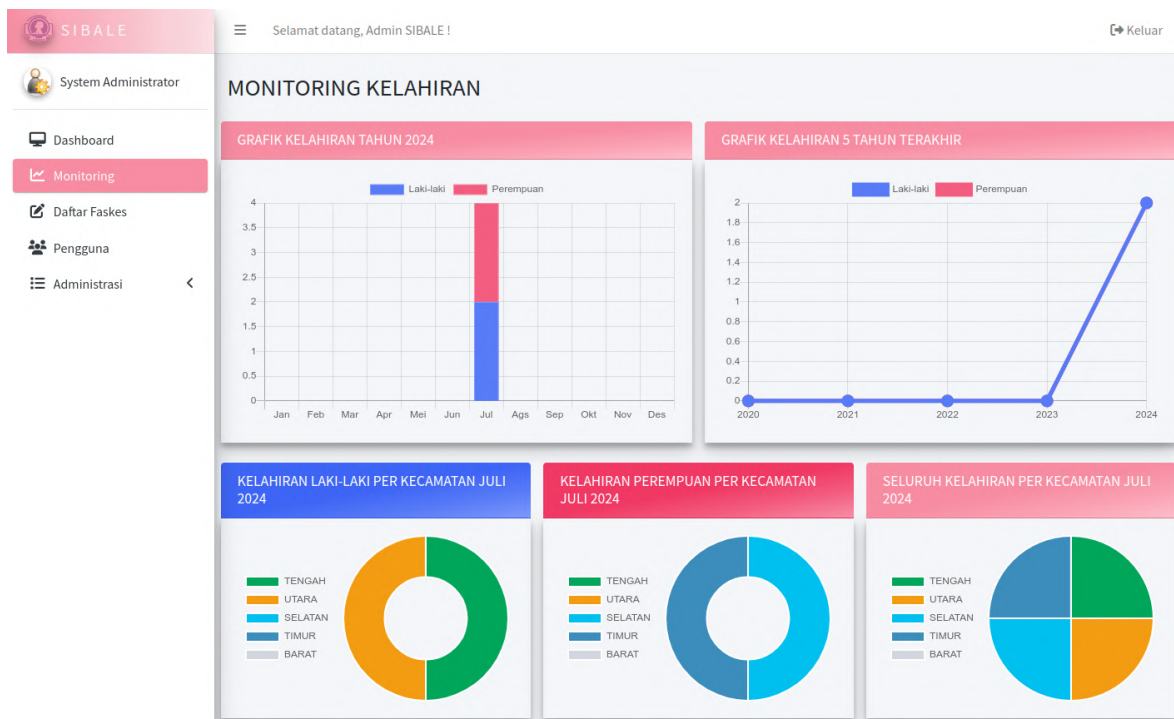 SIBALE
Selamat datang, Admin SIBALE !
Keluar
System Administrator
Dashboard
Monitoring
Daftar Faskes
Pengguna
Administrasi
MONITORING KELAHIRAN
GRAFIK KELAHIRAN TAHUN 2024
Laki-laki Perempuan
4
3.5
3
2.5
2
1.5
1
0.5
0
Jan Feb Mar Apr Mei Jun Jul Ags Sep Okt Nov Des
GRAFIK KELAHIRAN 5 TAHUN TERAKHIR
Laki-laki Perempuan
2
1.8
1.6
1.4
1.2
1
0.8
0.6
0.4
0.2
0
2020 2021 2022 2023 2024
KELAHIRAN LAKI-LAKI PER KECAMATAN JULI
2024
TENGAH
UTARA
SELATAN
TIMUR
BARAT
KELAHIRAN PEREMPUAN PER KECAMATAN
JULI 2024
TENGAH
UTARA
SELATAN
TIMUR
BARAT
SELURUH KELAHIRAN PER KECAMATAN JULI
2024
TENGAH
UTARA
SELATAN
TIMUR
BARAT